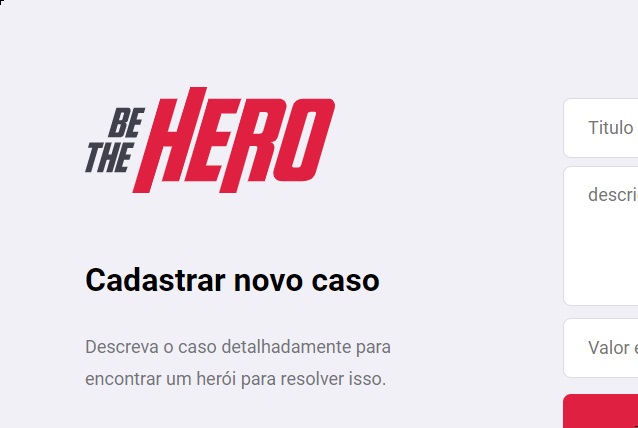 BE
THE HERO
Cadastrar novo caso
Descreva o caso detalhadamente para
encontrar um herói para resolver isso.
Titulo
descri
Valor